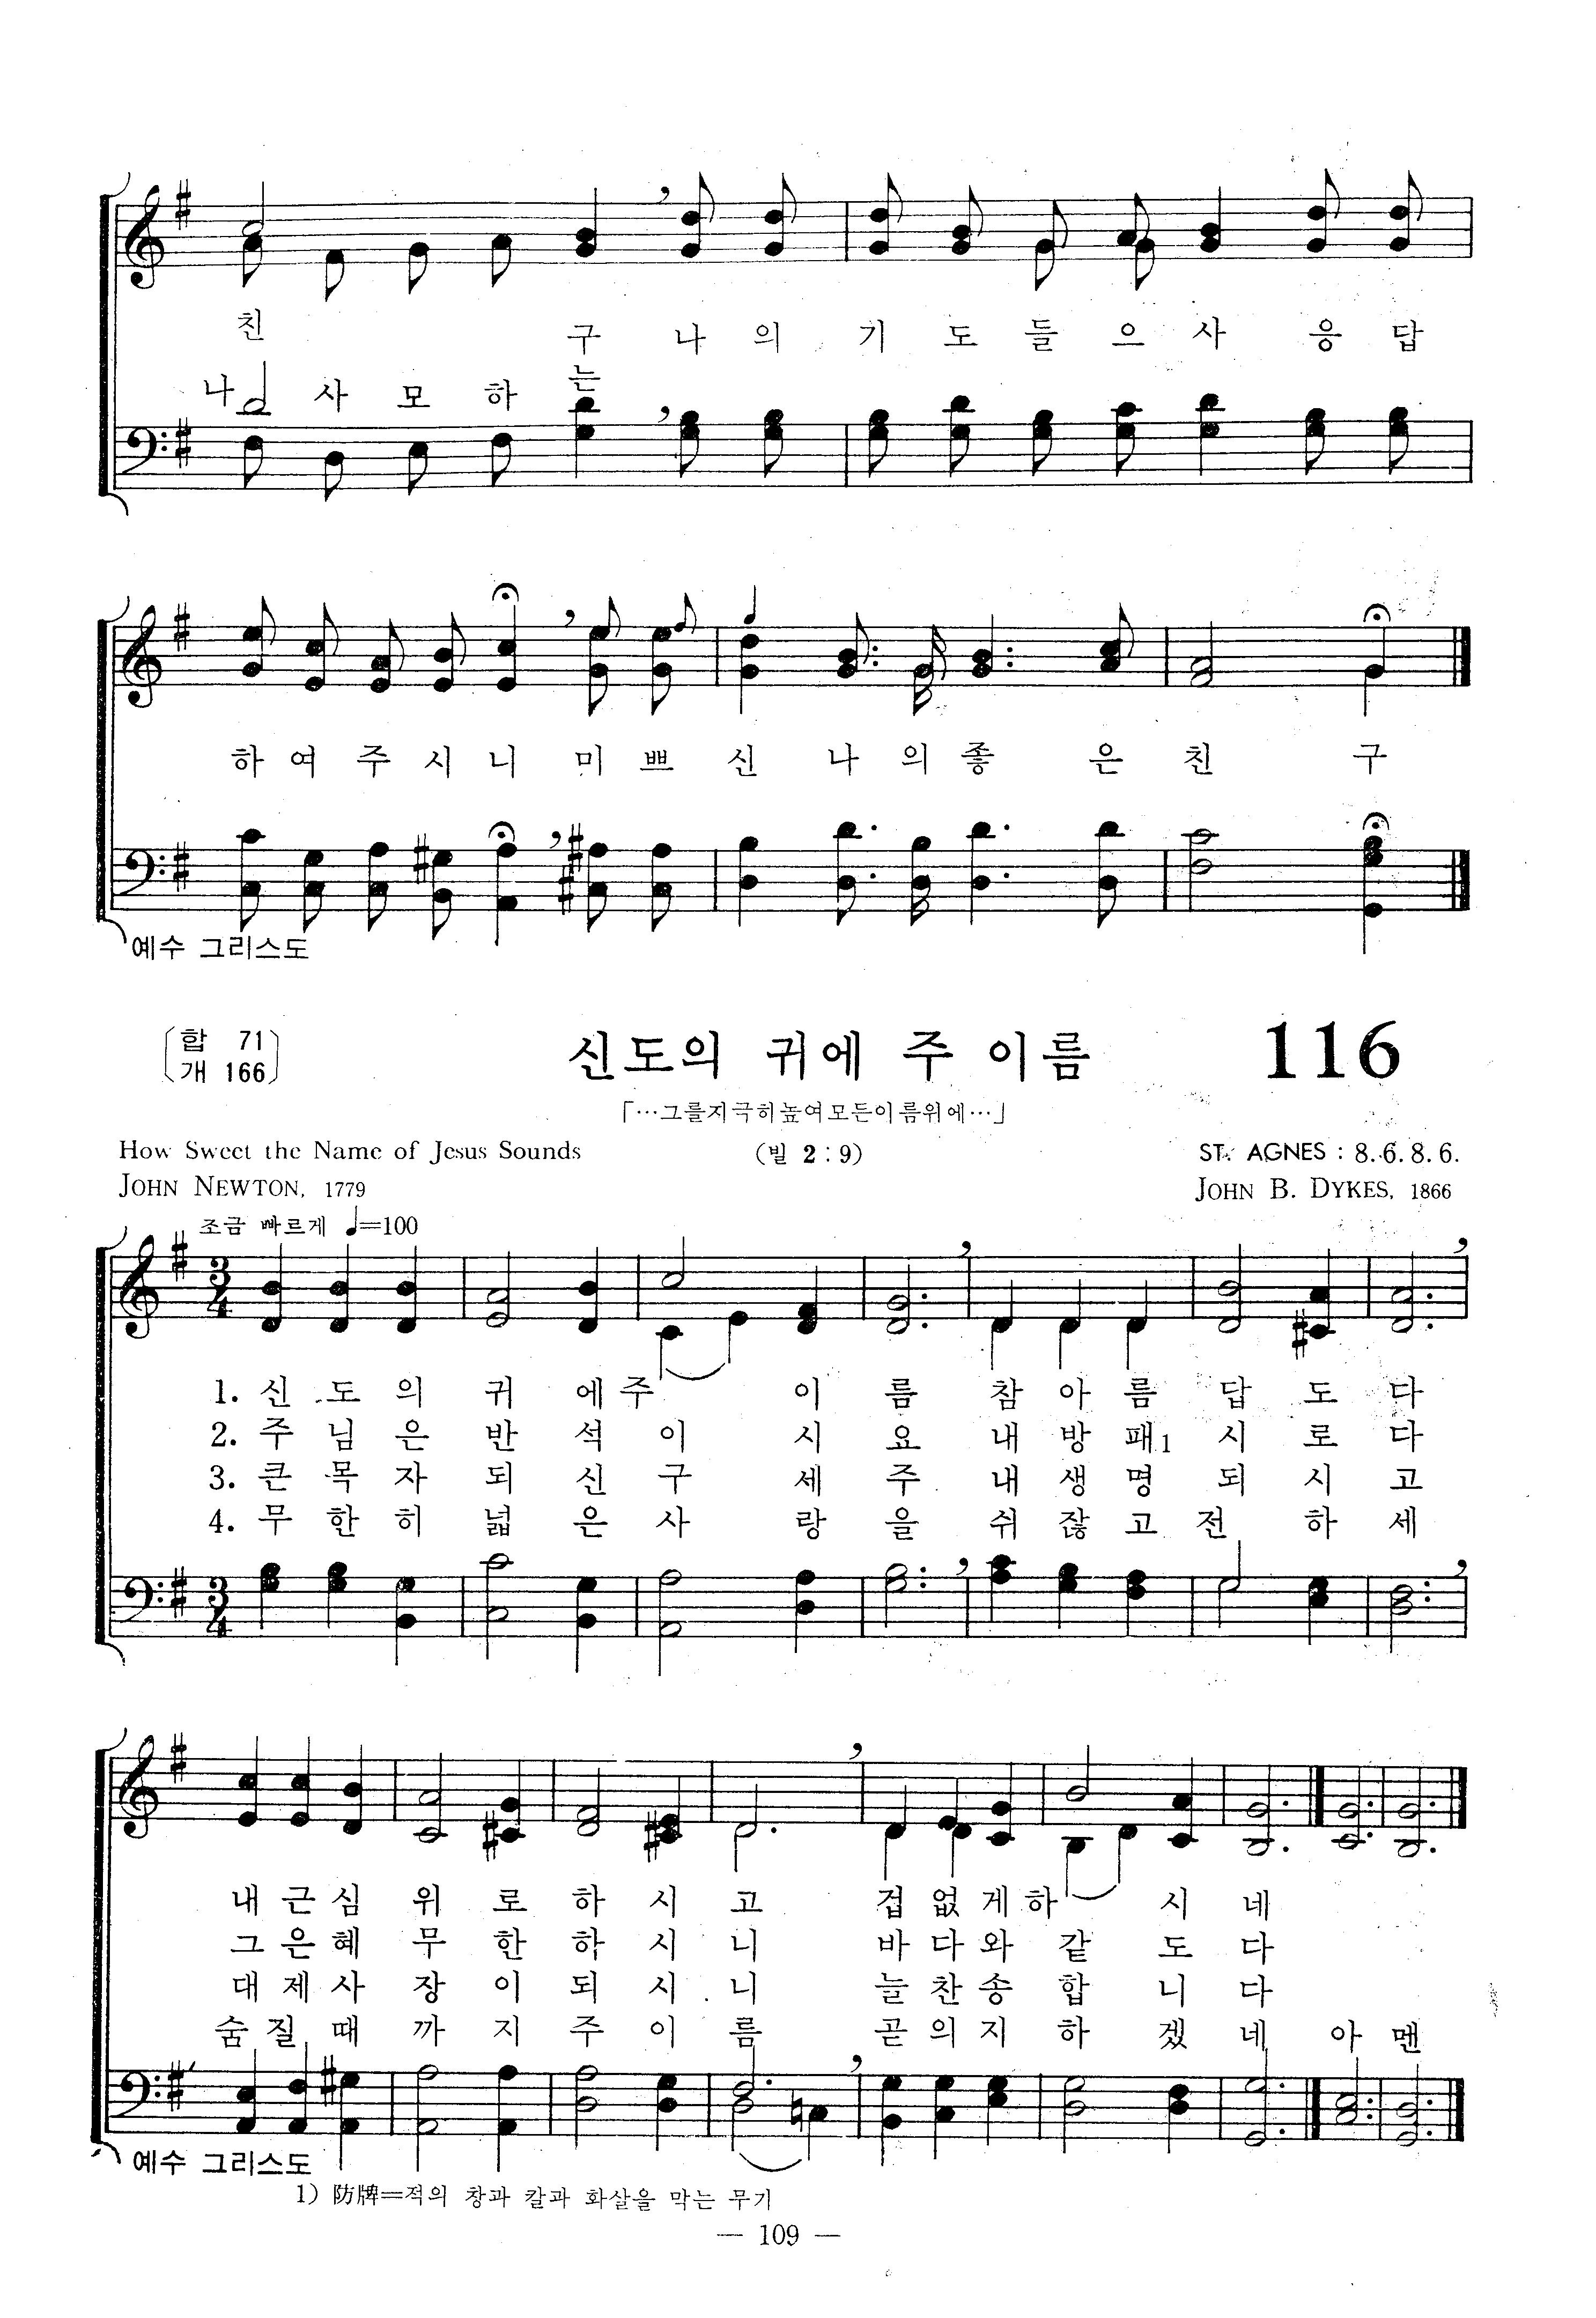 친 구 나 의 기 도 들 으 사 응 답
나 사 모 하 는
하 여 주 시 니 미 쁘 신 나 의 좋 은 친 구
예수 그리스도
합 71
개 166
신도의 귀에 주 이름 116
「…그를지극히높여모든이름위에…」
How Sweet the Name of Jesus Sounds (빌 2 : 9) ST. AGNES : 8. 6. 8. 6.
JOHN NEWTON, 1779 JOHN B. DYKES, 1866
조금 빠르게 ♩=100
3 4
1. 신 도 의 귀 에 주 이 름 참 아 름 답 도 다
2. 주 님 은 반 석 이 시 요 내 방 패1 시 로 다
3. 큰 목 자 되 신 구 세 주 내 생 명 되 시 고
4. 무 한 히 넓 은 사 랑 을 쉬 잖 고 전 하 세
3 4
내 근 심 위 로 하 시 고 겁 없 게 하 시 네
그 은 혜 무 한 하 시 니 바 다 와 같 도 다
대 제 사 장 이 되 시 니 늘 찬 송 합 니 다
숨 질 때 까 지 주 이 름 곧 의 지 하 겠 네 아 멘
예수 그리스도
1) 防牌=적의 창과 칼과 화살을 막는 무기
— 109 —